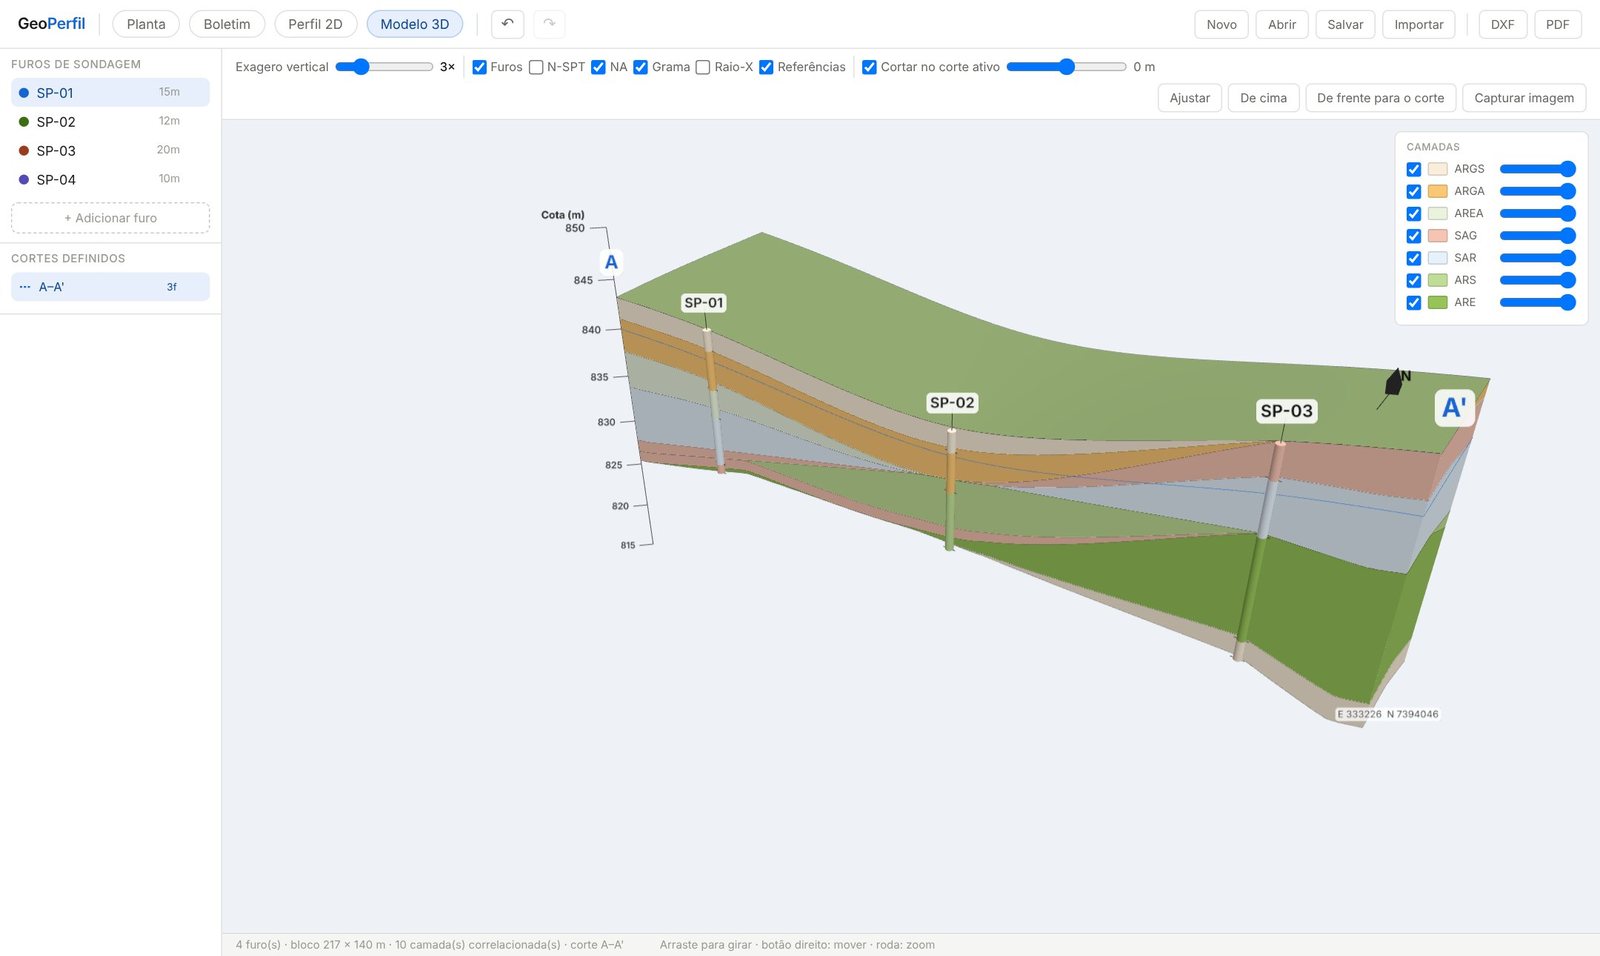 GeoPerfil Planta Boletim Perfil 2D Modelo 3D ↶ ↷ Novo Abrir Salvar Importar DXF PDF
FUROS DE SONDAGEM
SP-01 15m
SP-02 12m
SP-03 20m
SP-04 10m
+ Adicionar furo
CORTES DEFINIDOS
A–A' 3f
Exagero vertical 3× Furos N-SPT NA Grama Raio-X Referências Cortar no corte ativo 0 m
Ajustar De cima De frente para o corte Capturar imagem
CAMADAS
ARGS
ARGA
AREA
SAG
SAR
ARS
ARE
Cota (m)
850
A
845
SP-01
840
835
N
SP-02
A'
SP-03
830
825
820
815
E 333226 N 7394046
4 furo(s) · bloco 217 × 140 m · 10 camada(s) correlacionada(s) · corte A–A' Arraste para girar · botão direito: mover · roda: zoom